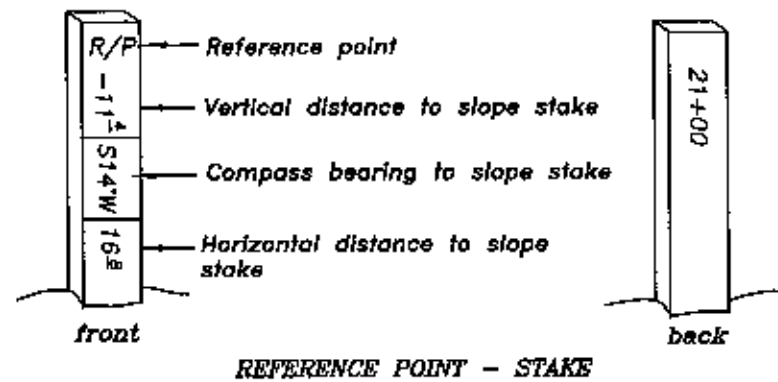 R/P
Reference point
-11⁴
Vertical distance to slope stake
S14°W
Compass bearing to slope stake
16⁸
Horizontal distance to slope
stake
21+00
front
back
REFERENCE POINT - STAKE